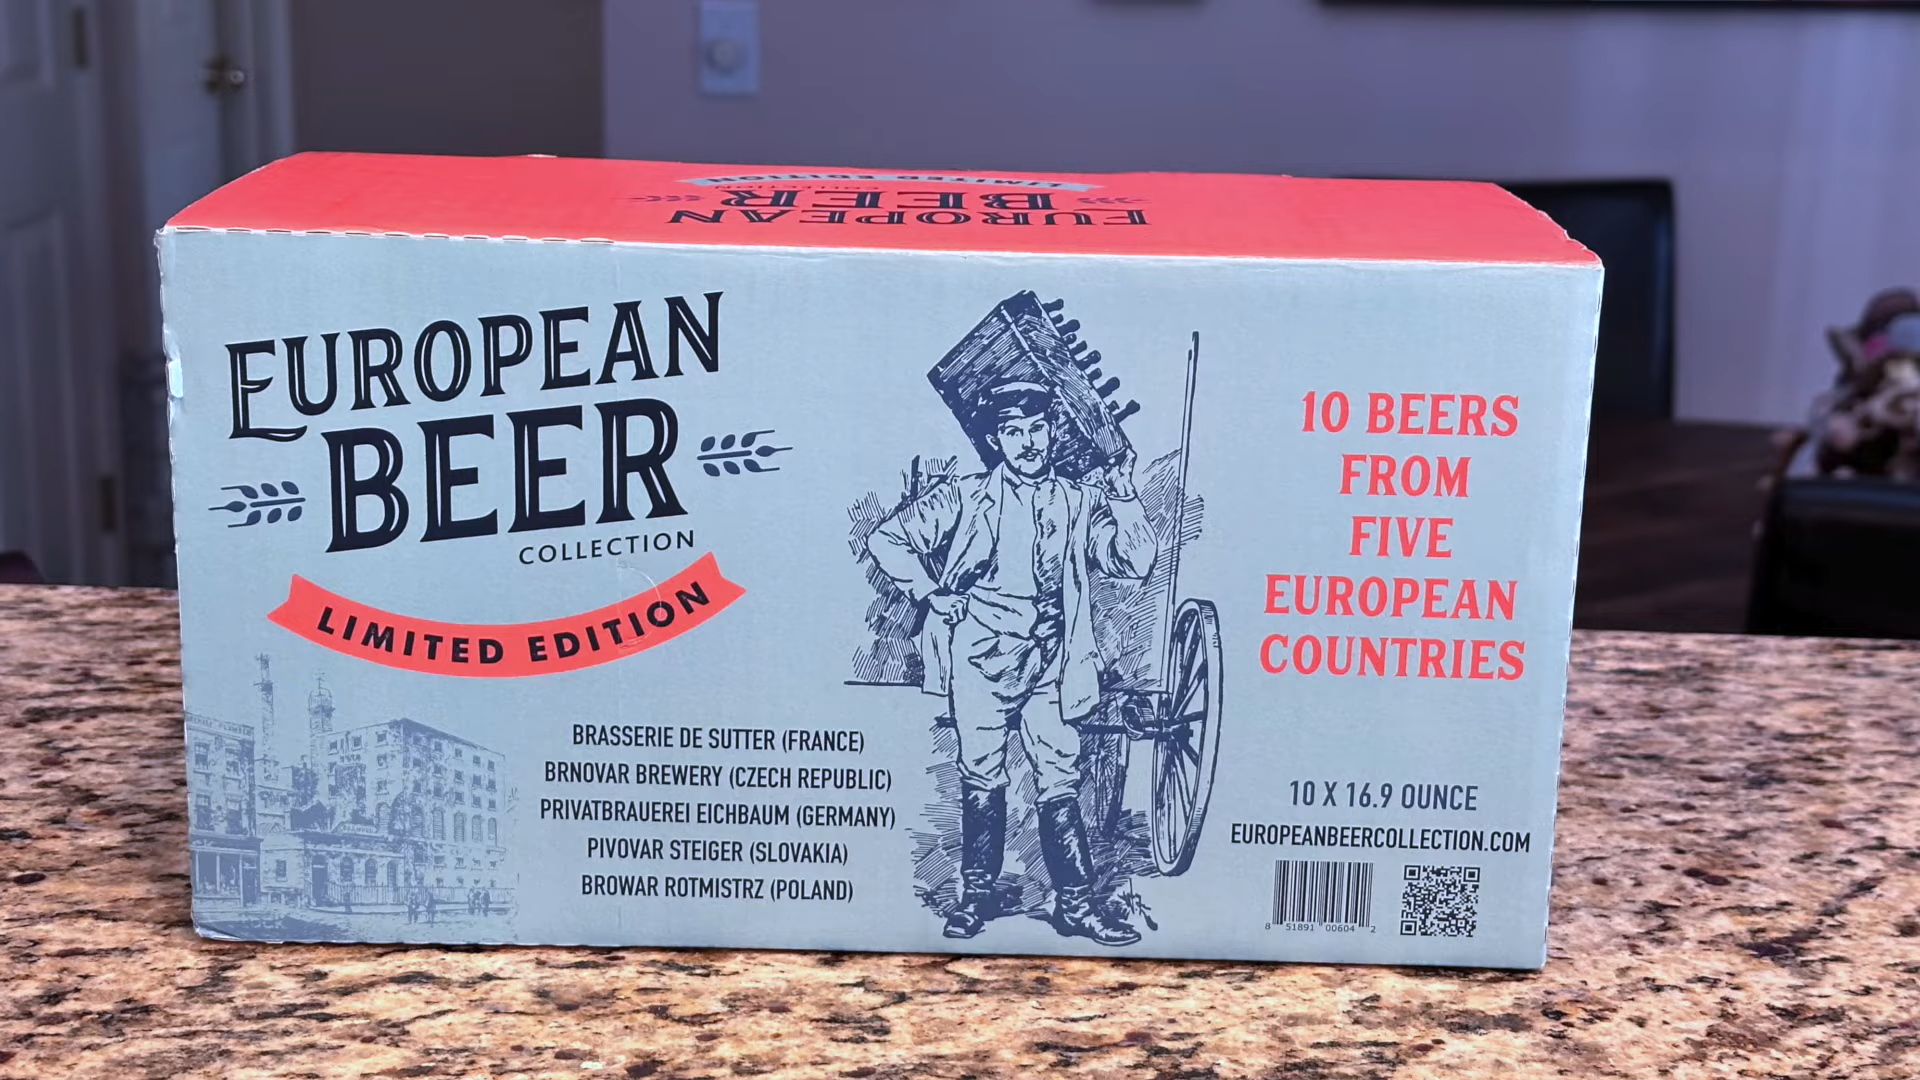 LIMITED EDITION
COLLECTION
BEER
EUROPEAN
EUROPEAN
BEER
COLLECTION
LIMITED EDITION
10 BEERS
FROM
FIVE
EUROPEAN
COUNTRIES
BRASSERIE DE SUTTER (FRANCE)
BRNOVAR BREWERY (CZECH REPUBLIC)
PRIVATBRAUEREI EICHBAUM (GERMANY)
PIVOVAR STEIGER (SLOVAKIA)
BROWAR ROTMISTRZ (POLAND)
10 X 16.9 OUNCE
EUROPEANBEERCOLLECTION.COM
8 51891 00604 2